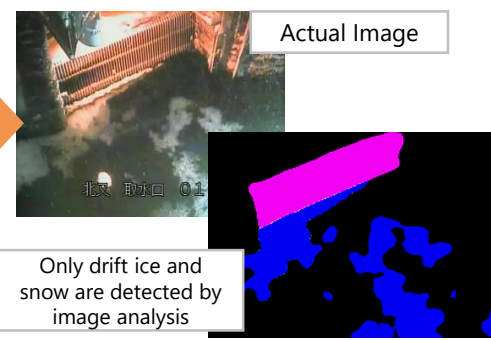 Actual Image
北又 取水口 01
Only drift ice and
snow are detected by
image analysis